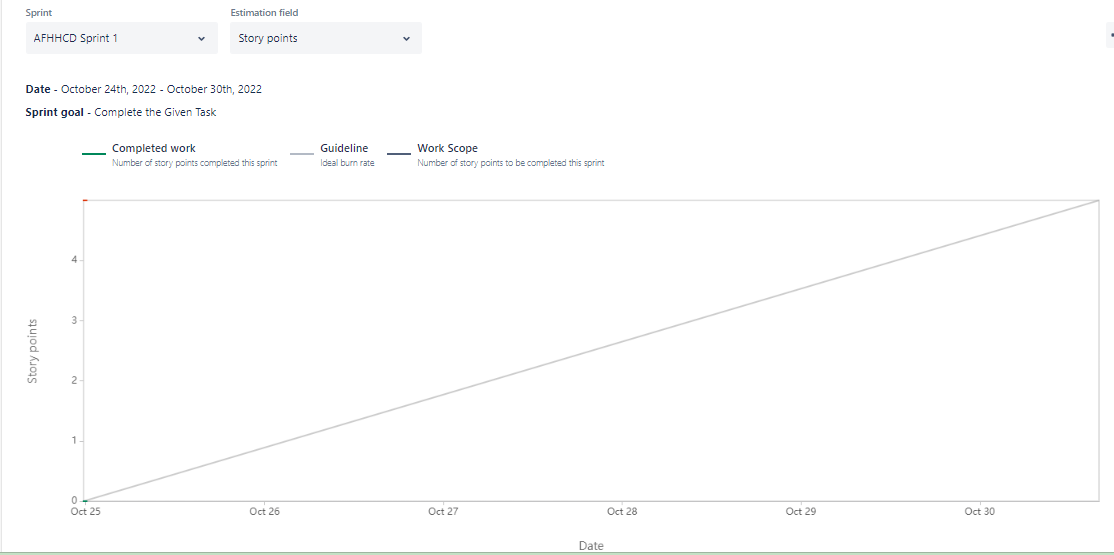 Sprint Estimation field
AFHHCD Sprint 1 Story points
Date - October 24th, 2022 - October 30th, 2022
Sprint goal - Complete the Given Task
Completed work Guideline Work Scope
Number of story points completed this sprint Ideal burn rate Number of story points to be completed this sprint
4
3
2
1
0
Story points
Oct 25 Oct 26 Oct 27 Oct 28 Oct 29 Oct 30
Date